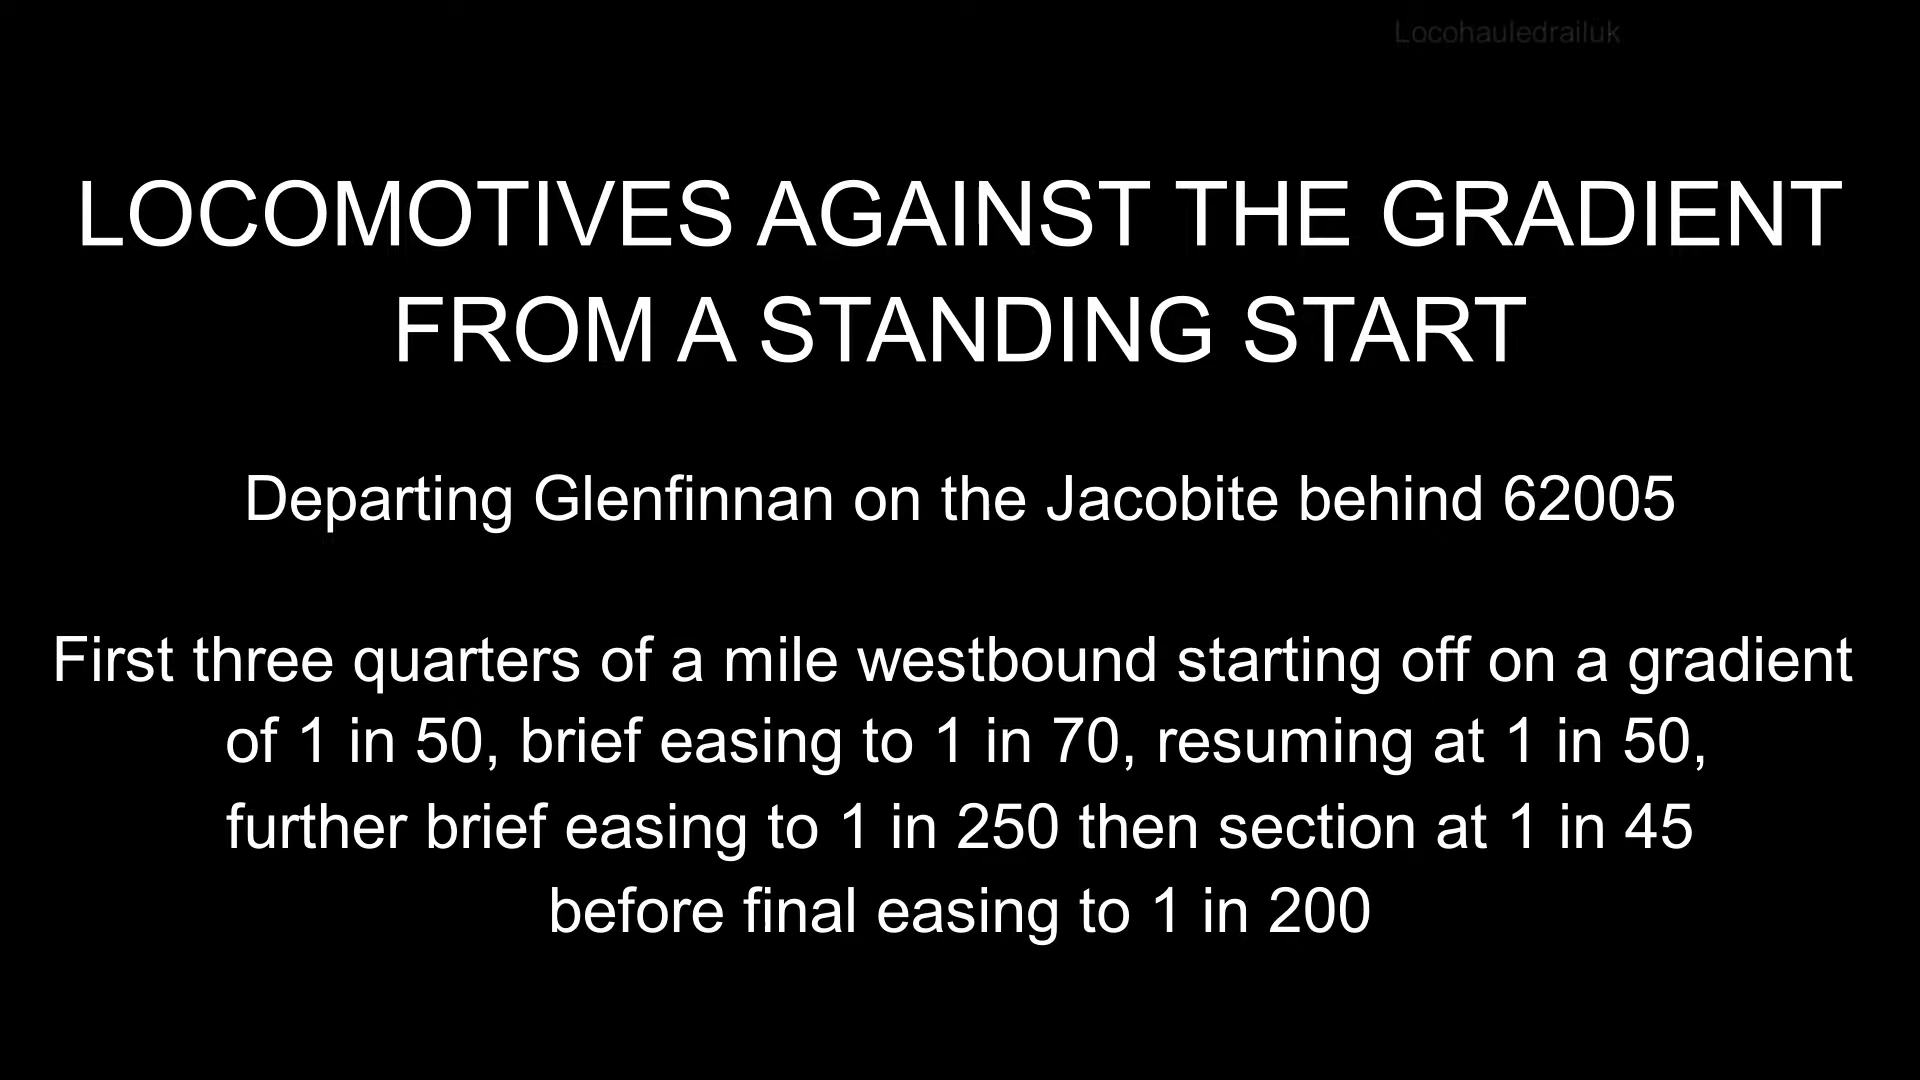 Locohauledrailuk
LOCOMOTIVES AGAINST THE GRADIENT
FROM A STANDING START
Departing Glenfinnan on the Jacobite behind 62005
First three quarters of a mile westbound starting off on a gradient
of 1 in 50, brief easing to 1 in 70, resuming at 1 in 50,
further brief easing to 1 in 250 then section at 1 in 45
before final easing to 1 in 200